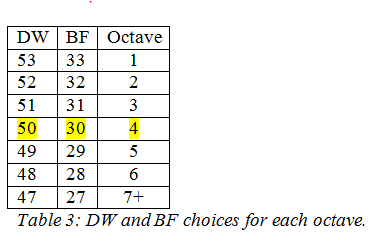 DW BF Octave
53 33 1
52 32 2
51 31 3
50 30 4
49 29 5
48 28 6
47 27 7+
Table 3: DW and BF choices for each octave.